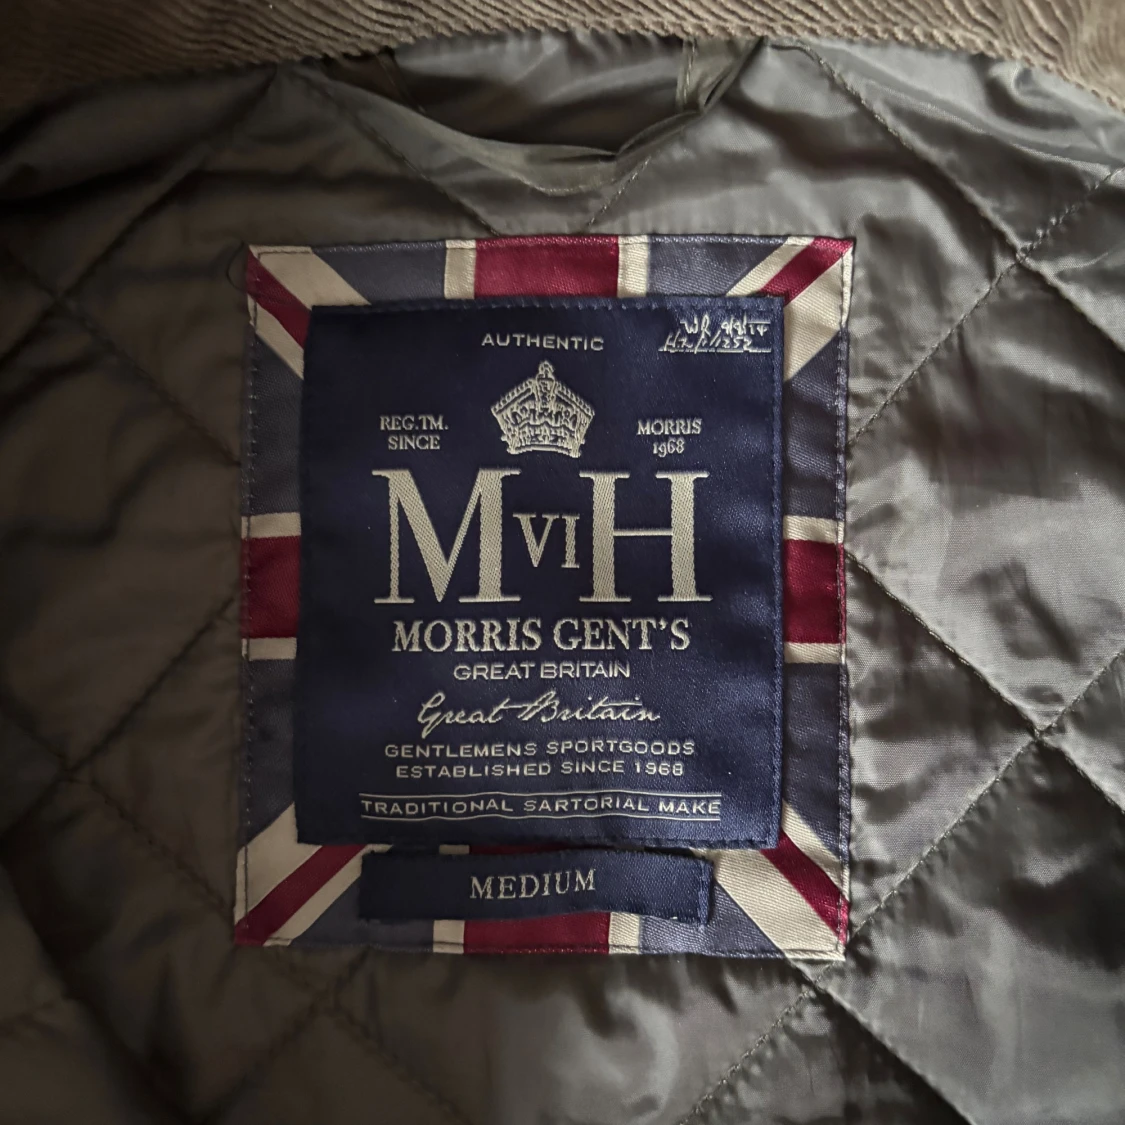 AUTHENTIC
REG.TM.
SINCE
MORRIS
1968
M VI H
MORRIS GENT'S
GREAT BRITAIN
Great Britain
GENTLEMENS SPORTGOODS
ESTABLISHED SINCE 1968
TRADITIONAL SARTORIAL MAKE
MEDIUM